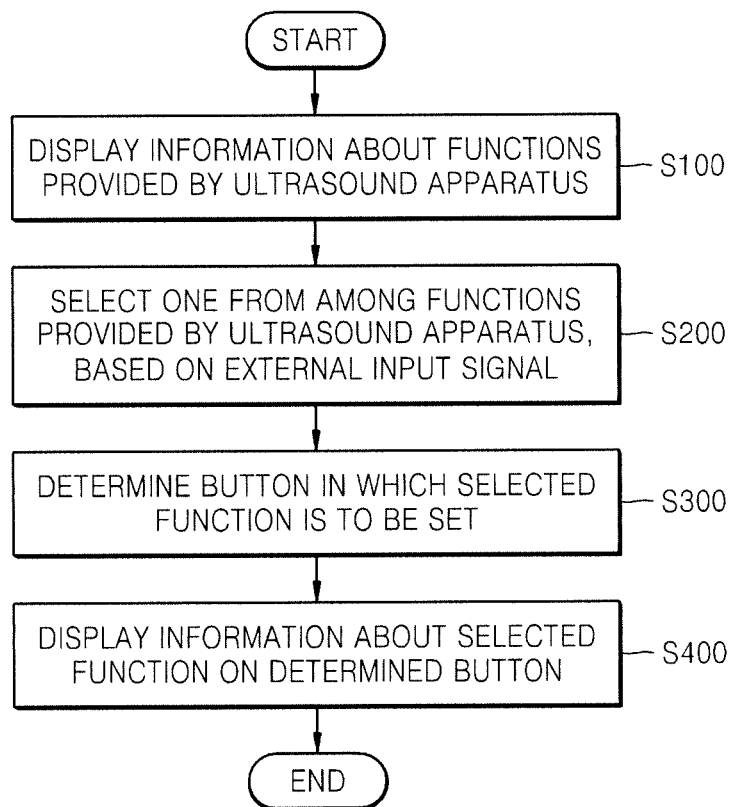 START
DISPLAY INFORMATION ABOUT FUNCTIONS
PROVIDED BY ULTRASOUND APPARATUS
S100
SELECT ONE FROM AMONG FUNCTIONS
PROVIDED BY ULTRASOUND APPARATUS,
BASED ON EXTERNAL INPUT SIGNAL
S200
DETERMINE BUTTON IN WHICH SELECTED
FUNCTION IS TO BE SET
S300
DISPLAY INFORMATION ABOUT SELECTED
FUNCTION ON DETERMINED BUTTON
S400
END